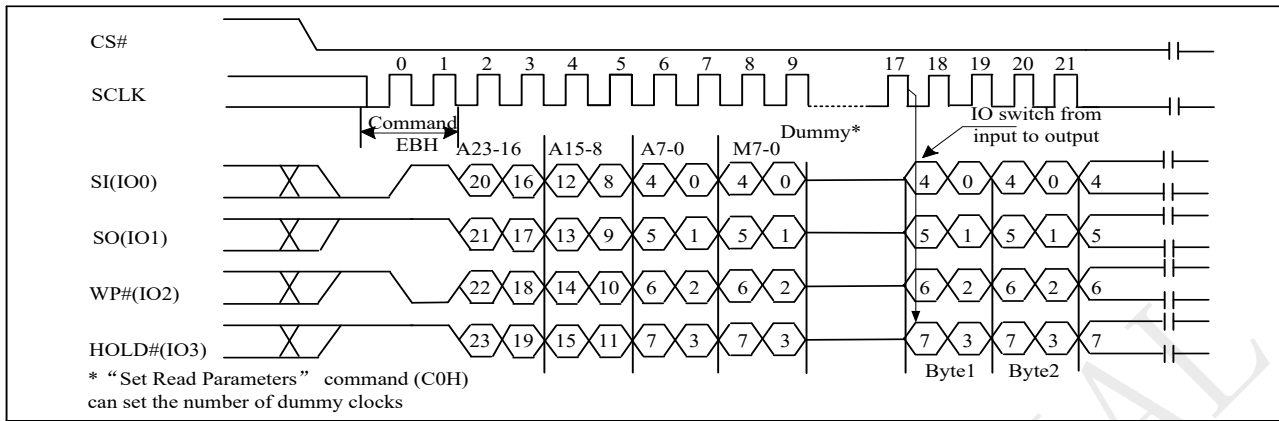 CS#
0 1 2 3 4 5 6 7 8 9 17 18 19 20 21
SCLK
Command
EBH
IO switch from
input to output
Dummy*
A23-16 A15-8 A7-0 M7-0
SI(IO0) 20 16 12 8 4 0 4 0 4 0 4 0 4
SO(IO1) 21 17 13 9 5 1 5 1 5 1 5 1 5
WP#(IO2) 22 18 14 10 6 2 6 2 6 2 6 2 6
HOLD#(IO3) 23 19 15 11 7 3 7 3 7 3 7 3 7
Byte1 Byte2
* “Set Read Parameters” command (C0H)
can set the number of dummy clocks